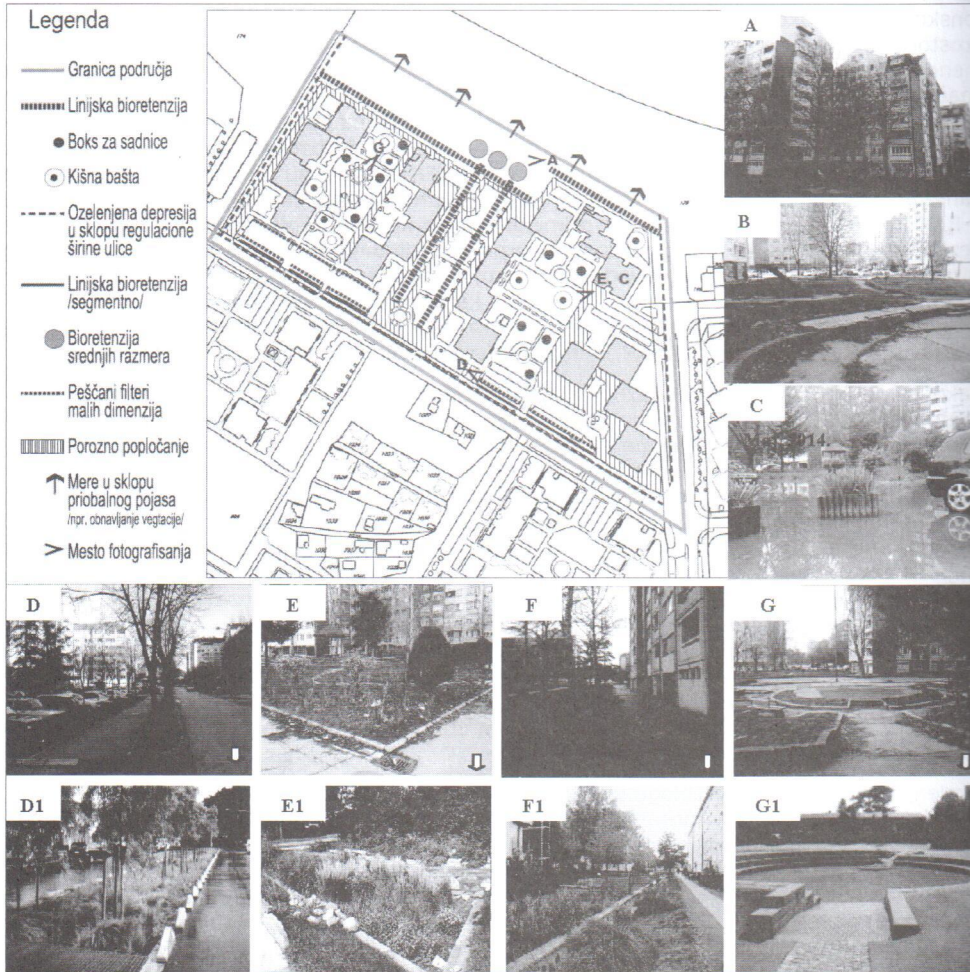 Legenda
Granica područja
Linijska bioretenzija
Boks za sadnice
Kišna bašta
Ozelenjena depresija
u sklopu regulacione
širine ulice
Linijska bioretenzija
/segmentno/
Bioretenzija
srednjih razmera
Peščani filteri
malih dimenzija
Porozno popločanje
Mere u sklopu
priobalnog pojasa
/npr. obnavljanje vegtacije/
Mesto fotografisanja
A
E, C
D
G
A
B
C
Maj, 2014.
D
E
F
G
D1
E1
F1
G1